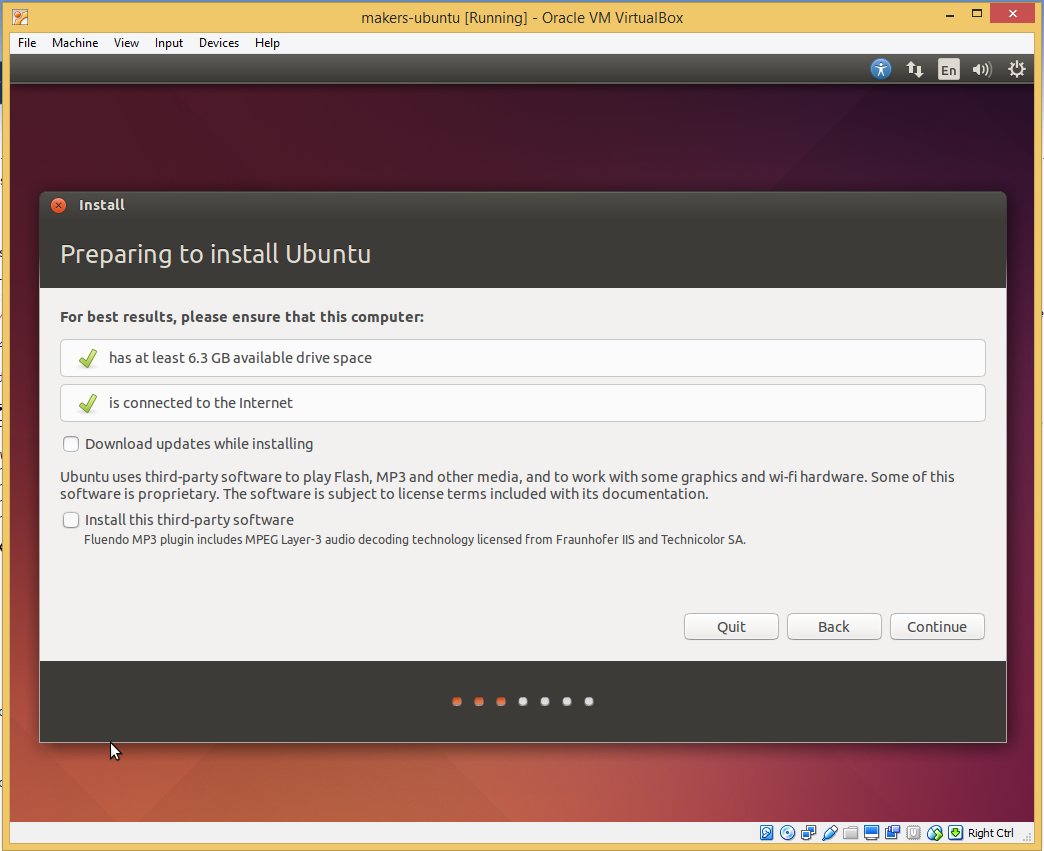 makers-ubuntu [Running] - Oracle VM VirtualBox
File Machine View Input Devices Help
En
Install
Preparing to install Ubuntu
For best results, please ensure that this computer:
has at least 6.3 GB available drive space
is connected to the Internet
Download updates while installing
Ubuntu uses third-party software to play Flash, MP3 and other media, and to work with some graphics and wi-fi hardware. Some of this
software is proprietary. The software is subject to license terms included with its documentation.
Install this third-party software
Fluendo MP3 plugin includes MPEG Layer-3 audio decoding technology licensed from Fraunhofer IIS and Technicolor SA.
Quit Back Continue
Right Ctrl